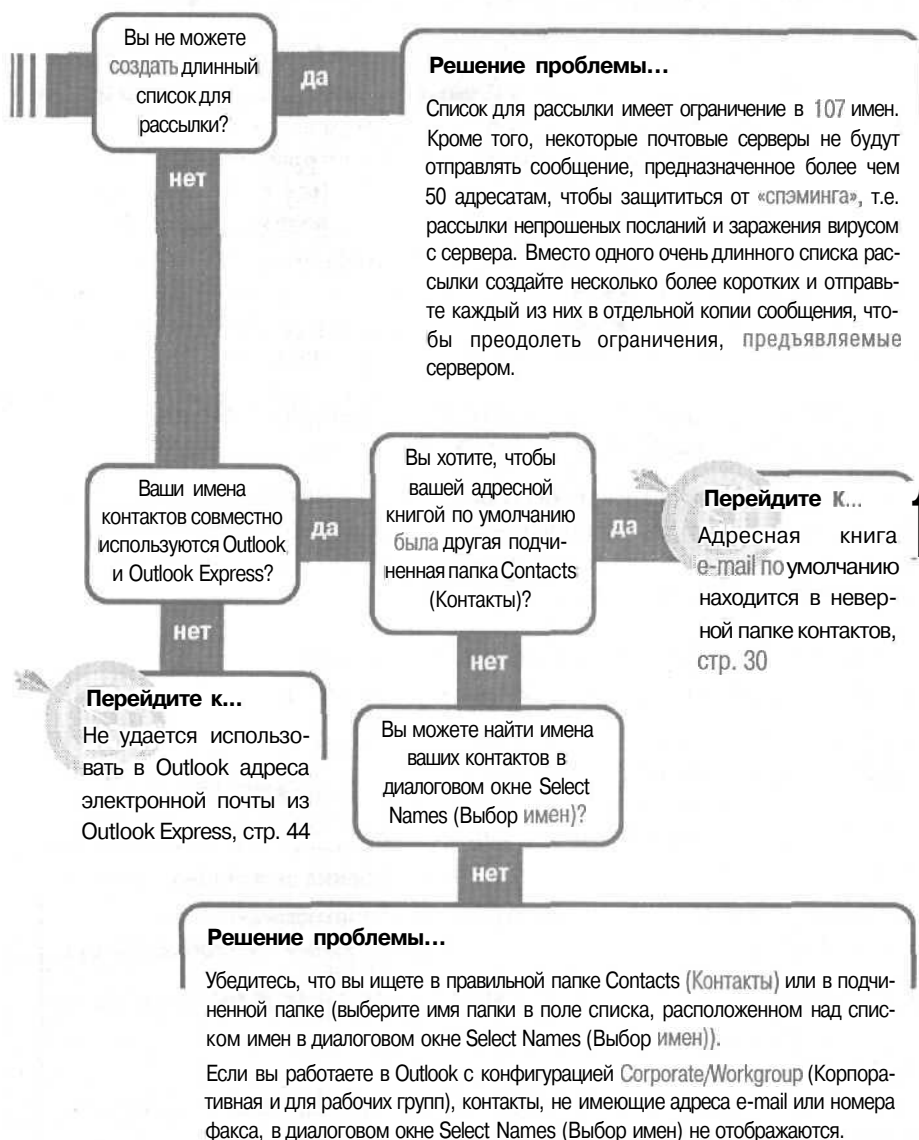 Вы не можете
создать длинный
список для
рассылки?
да
Решение проблемы...
Список для рассылки имеет ограничение в 107 имен.
Кроме того, некоторые почтовые серверы не будут
отправлять сообщение, предназначенное более чем
50 адресатам, чтобы защититься от «спэминга», т.е.
рассылки непрошеных посланий и заражения вирусом
с сервера. Вместо одного очень длинного списка рас-
сылки создайте несколько более коротких и отправь-
те каждый из них в отдельной копии сообщения, что-
бы преодолеть ограничения, предъявляемые
сервером.
нет
Ваши имена
контактов совместно
используются Outlook
и Outlook Express?
да
Вы хотите, чтобы
вашей адресной
книгой по умолчанию
была другая подчи-
ненная папка Contacts
(Контакты)?
да
Перейдите к...
Адресная книга
e-mail по умолчанию
находится в невер-
ной папке контактов,
стр. 30
нет
Перейдите к...
Не удается использо-
вать в Outlook адреса
электронной почты из
Outlook Express, стр. 44
нет
Вы можете найти имена
ваших контактов в
диалоговом окне Select
Names (Выбор имен)?
нет
Решение проблемы...
Убедитесь, что вы ищете в правильной папке Contacts (Контакты) или в подчи-
ненной папке (выберите имя папки в поле списка, расположенном над спис-
ком имен в диалоговом окне Select Names (Выбор имен)).
Если вы работаете в Outlook с конфигурацией Corporate/Workgroup (Корпора-
тивная и для рабочих групп), контакты, не имеющие адреса e-mail или номера
факса, в диалоговом окне Select Names (Выбор имен) не отображаются.